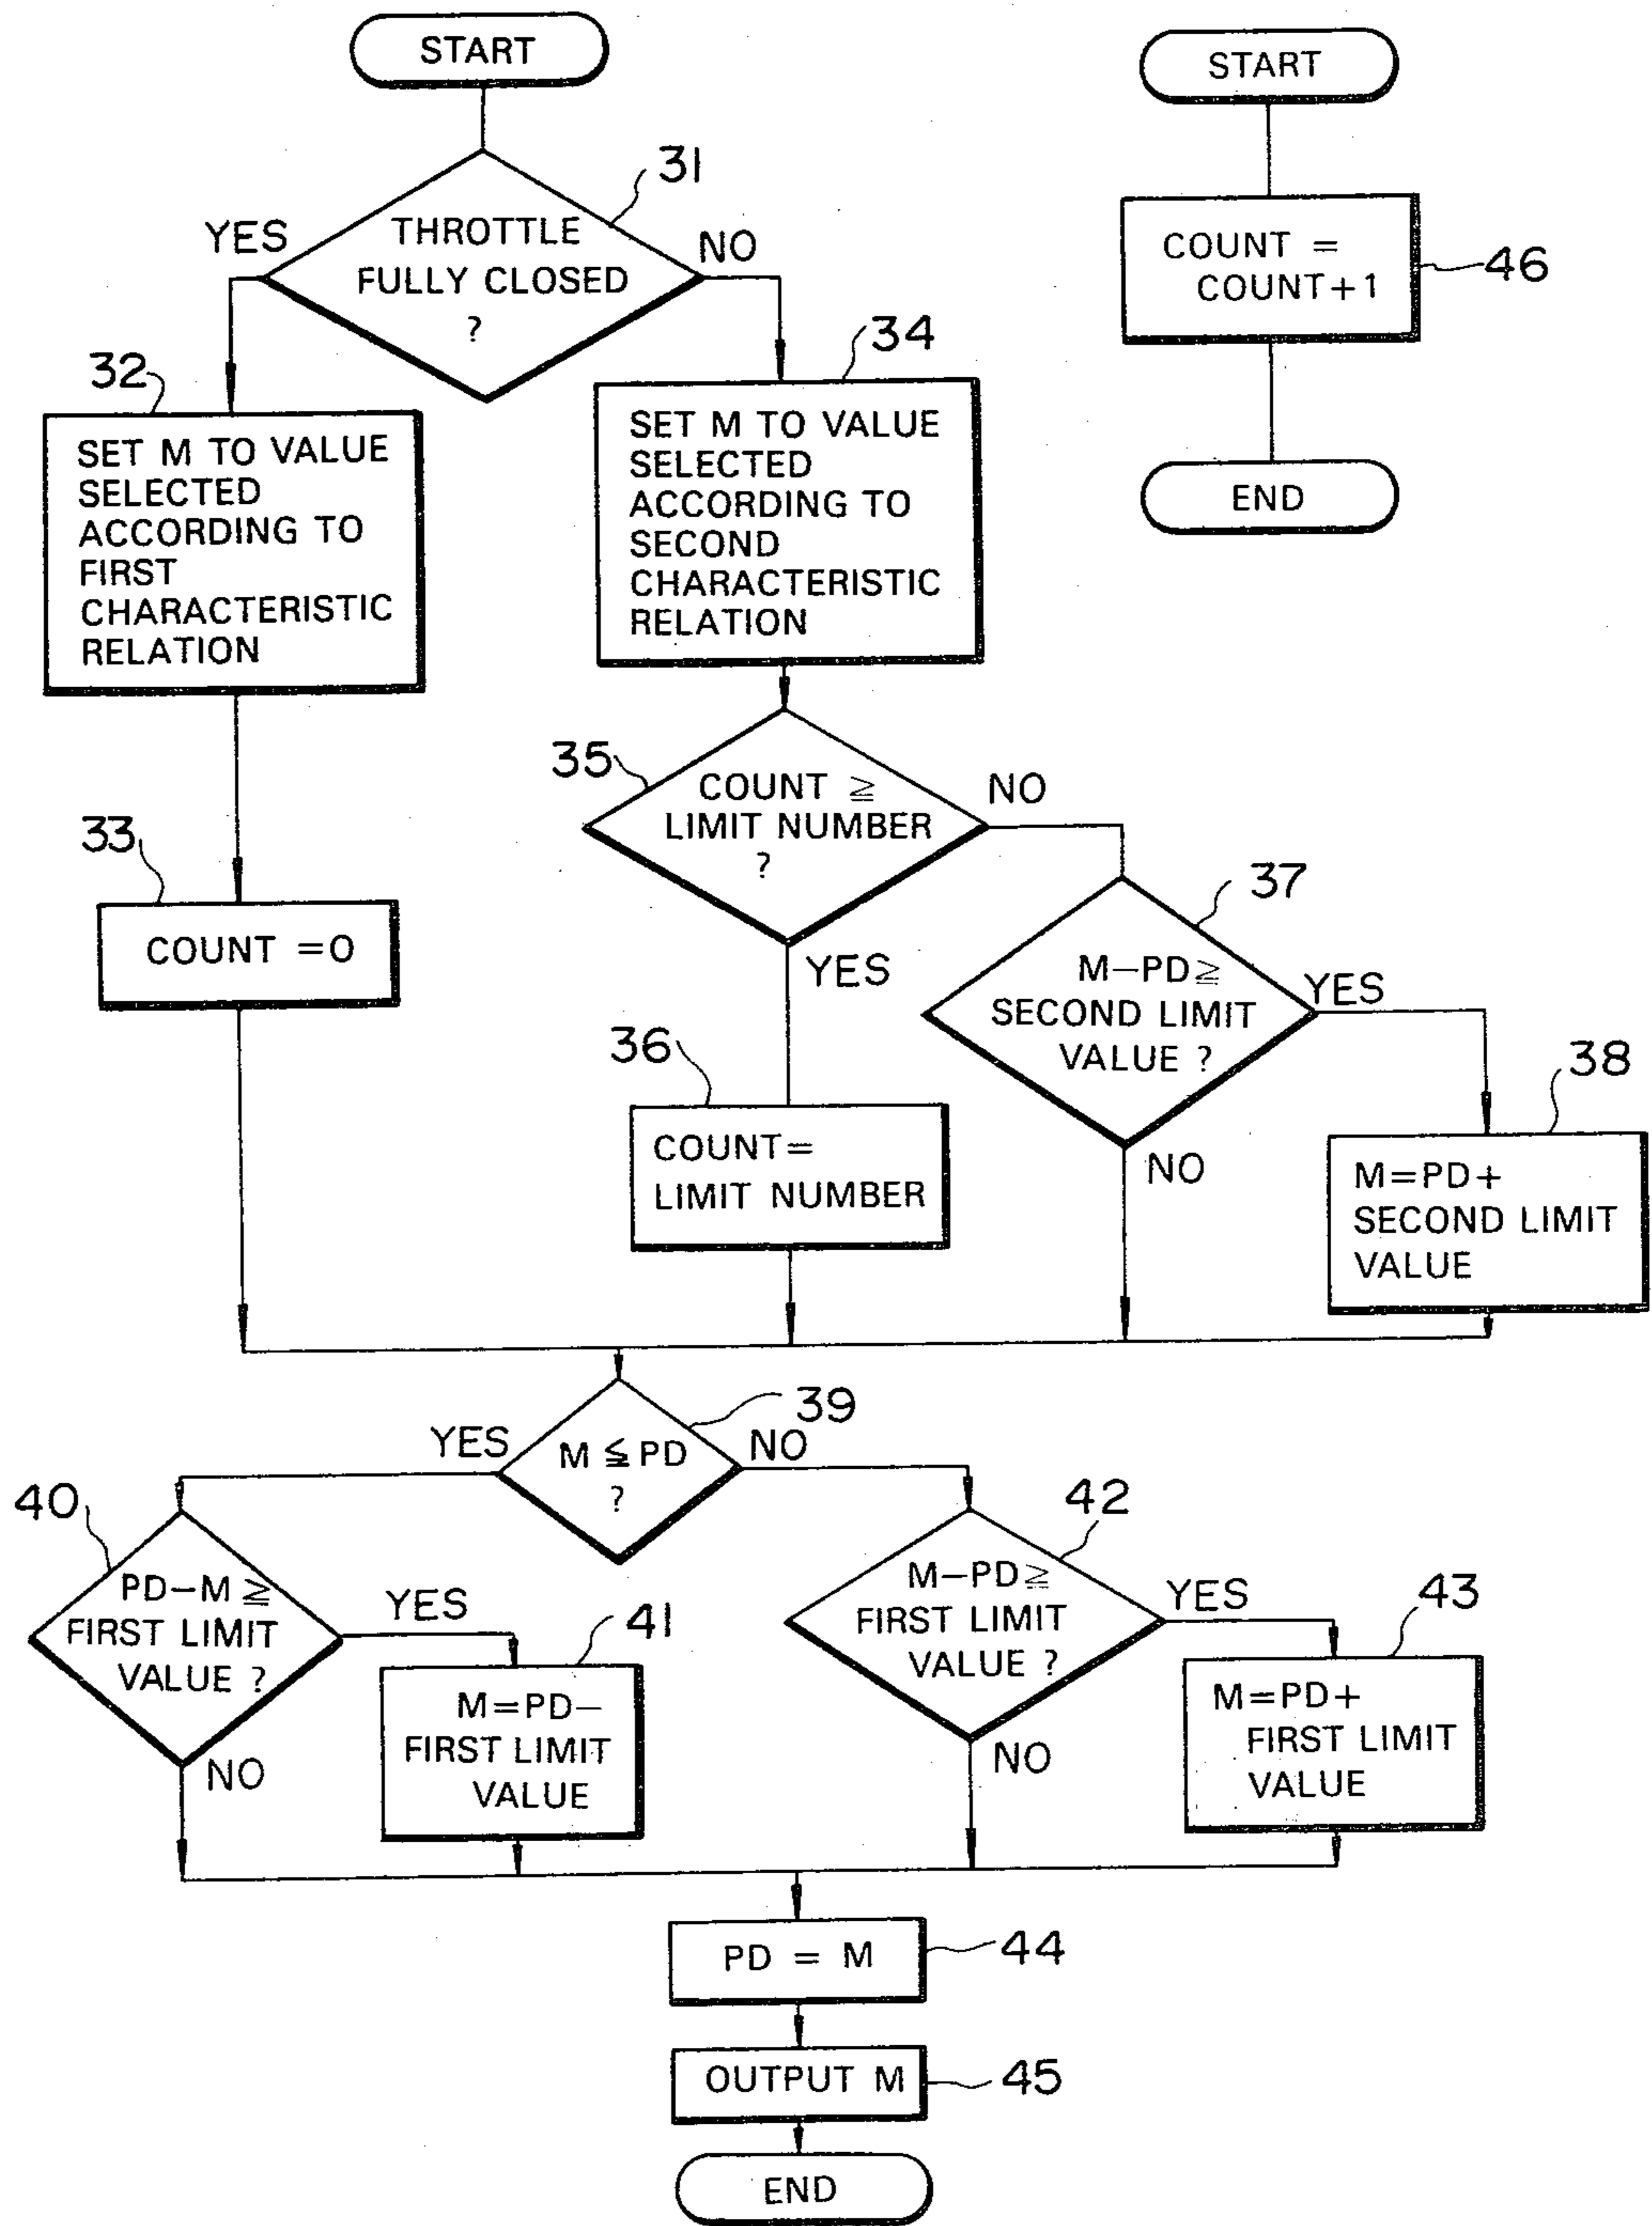 START
31
YES
THROTTLE
FULLY CLOSED
?
NO
32
SET M TO VALUE
SELECTED
ACCORDING TO
FIRST
CHARACTERISTIC
RELATION
34
SET M TO VALUE
SELECTED
ACCORDING TO
SECOND
CHARACTERISTIC
RELATION
33
COUNT =0
35
COUNT ≧
LIMIT NUMBER
?
NO
YES
36
COUNT=
LIMIT NUMBER
37
M−PD≧
SECOND LIMIT
VALUE ?
YES
NO
38
M=PD+
SECOND LIMIT
VALUE
39
YES
M ≦ PD
?
NO
40
PD−M ≧
FIRST LIMIT
VALUE ?
YES
NO
41
M=PD−
FIRST LIMIT
VALUE
42
M−PD≧
FIRST LIMIT
VALUE ?
YES
NO
43
M=PD+
FIRST LIMIT
VALUE
PD = M
44
OUTPUT M
45
END
START
COUNT =
COUNT+1
46
END